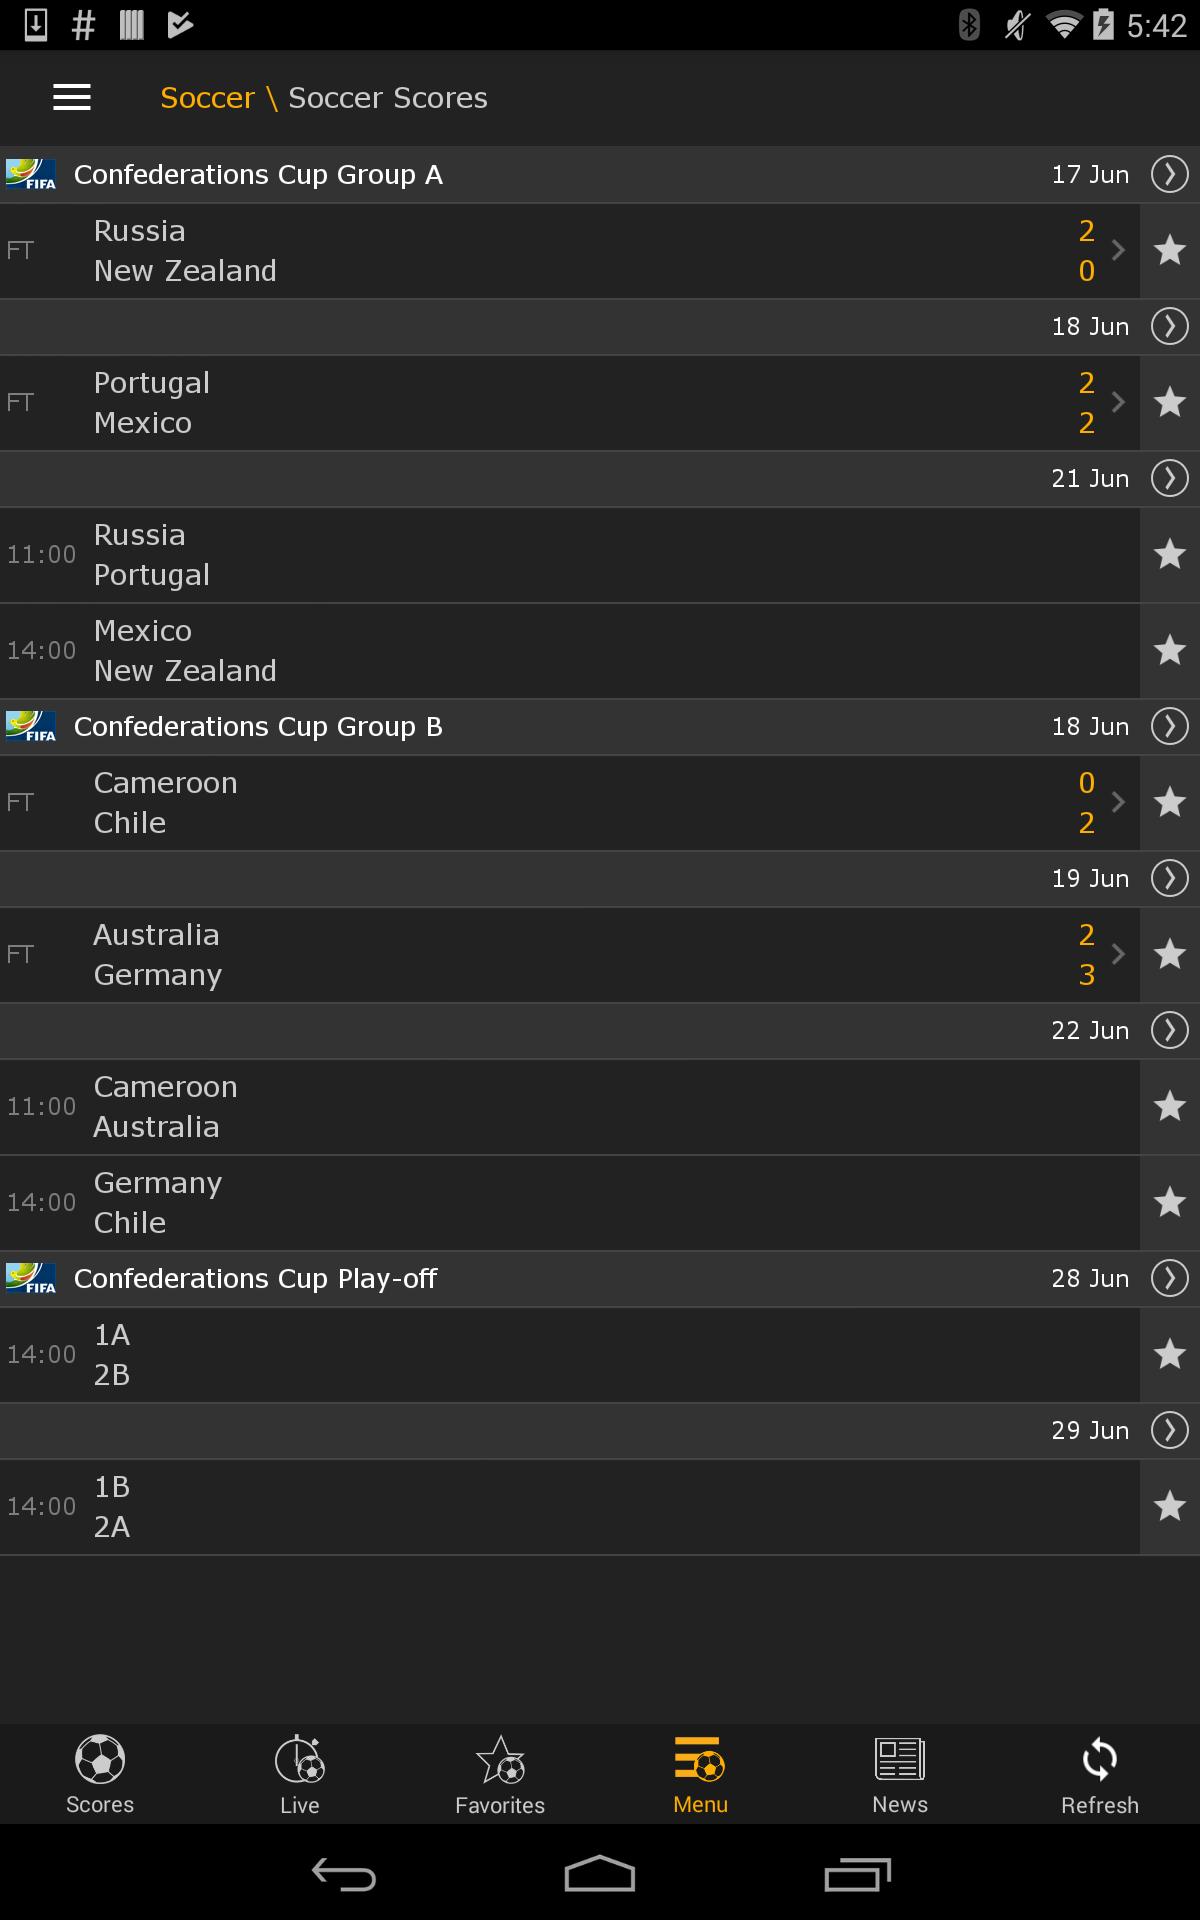 5:42
Soccer \ Soccer Scores
FIFA Confederations Cup Group A 17 Jun
FT
Russia 2
New Zealand 0
18 Jun
FT
Portugal 2
Mexico 2
21 Jun
11:00
Russia
Portugal
14:00
Mexico
New Zealand
FIFA Confederations Cup Group B 18 Jun
FT
Cameroon 0
Chile 2
19 Jun
FT
Australia 2
Germany 3
22 Jun
11:00
Cameroon
Australia
14:00
Germany
Chile
FIFA Confederations Cup Play-off 28 Jun
14:00
1A
2B
29 Jun
14:00
1B
2A
Scores Live Favorites Menu News Refresh